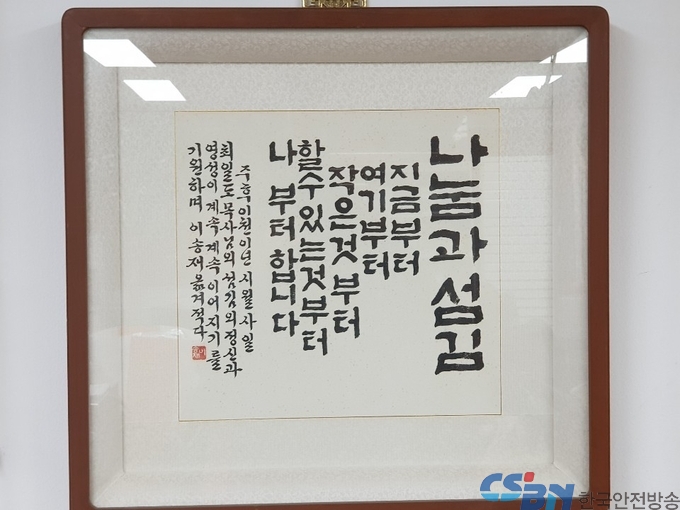 나눔과 섬김
지금부터
여기부터
작은것 부터
할수있는것부터
나 부터 합니다
주후이천이년 시월 사일
최일도목사님의 섬김의정신과
영성이 계속계속 이어지기를
기원하며 이송재 옮겨적다
CSBN 한국안전방송